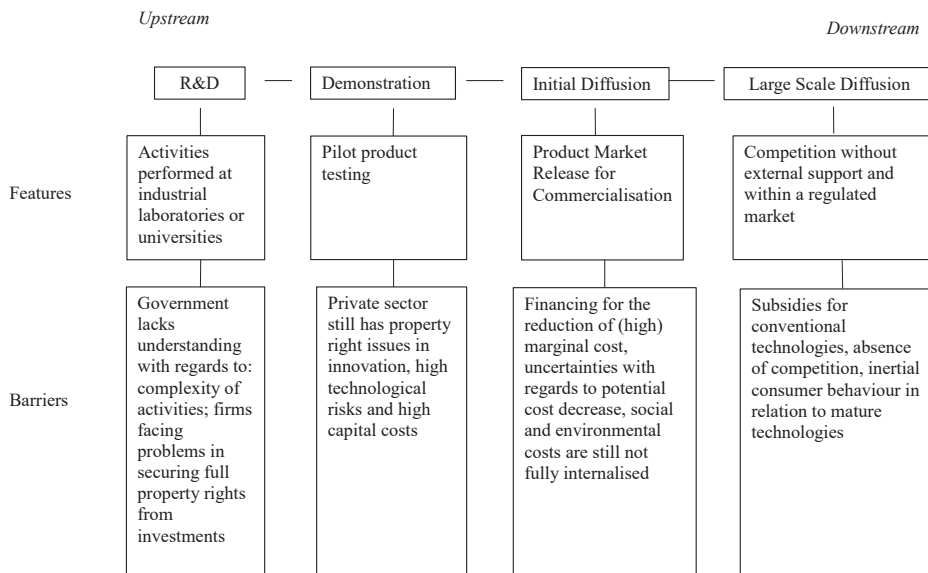 Upstream
Downstream
R&D
Demonstration
Initial Diffusion
Large Scale Diffusion
Features
Activities
performed at
industrial
laboratories or
universities
Pilot product
testing
Product Market
Release for
Commercialisation
Competition without
external support and
within a regulated
market
Barriers
Government
lacks
understanding
with regards to:
complexity of
activities; firms
facing
problems in
securing full
property rights
from
investments
Private sector
still has property
right issues in
innovation, high
technological
risks and high
capital costs
Financing for the
reduction of (high)
marginal cost,
uncertainties with
regards to potential
cost decrease, social
and environmental
costs are still not
fully internalised
Subsidies for
conventional
technologies, absence
of competition, inertial
consumer behaviour in
relation to mature
technologies